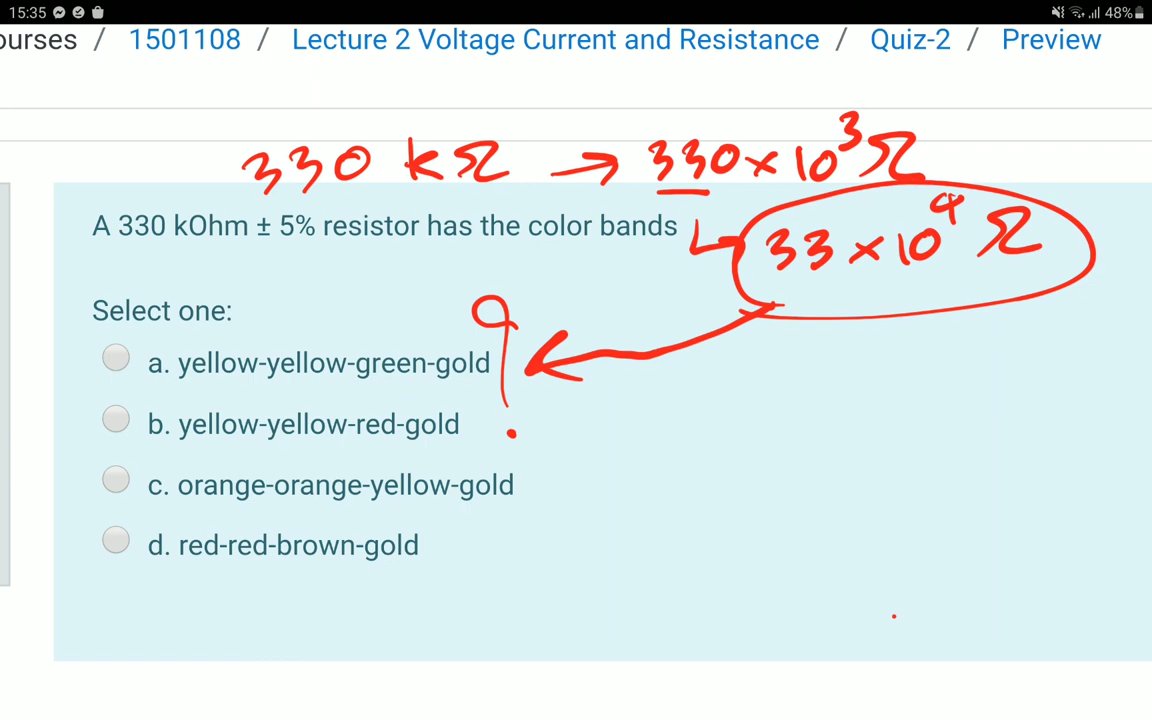 15:35 48%
ourses / 1501108 / Lecture 2 Voltage Current and Resistance / Quiz-2 / Preview
330 kΩ → 330 × 10³ Ω
A 330 kOhm ± 5% resistor has the color bands
33 × 10⁴ Ω
Select one:
a. yellow-yellow-green-gold
b. yellow-yellow-red-gold
c. orange-orange-yellow-gold
d. red-red-brown-gold